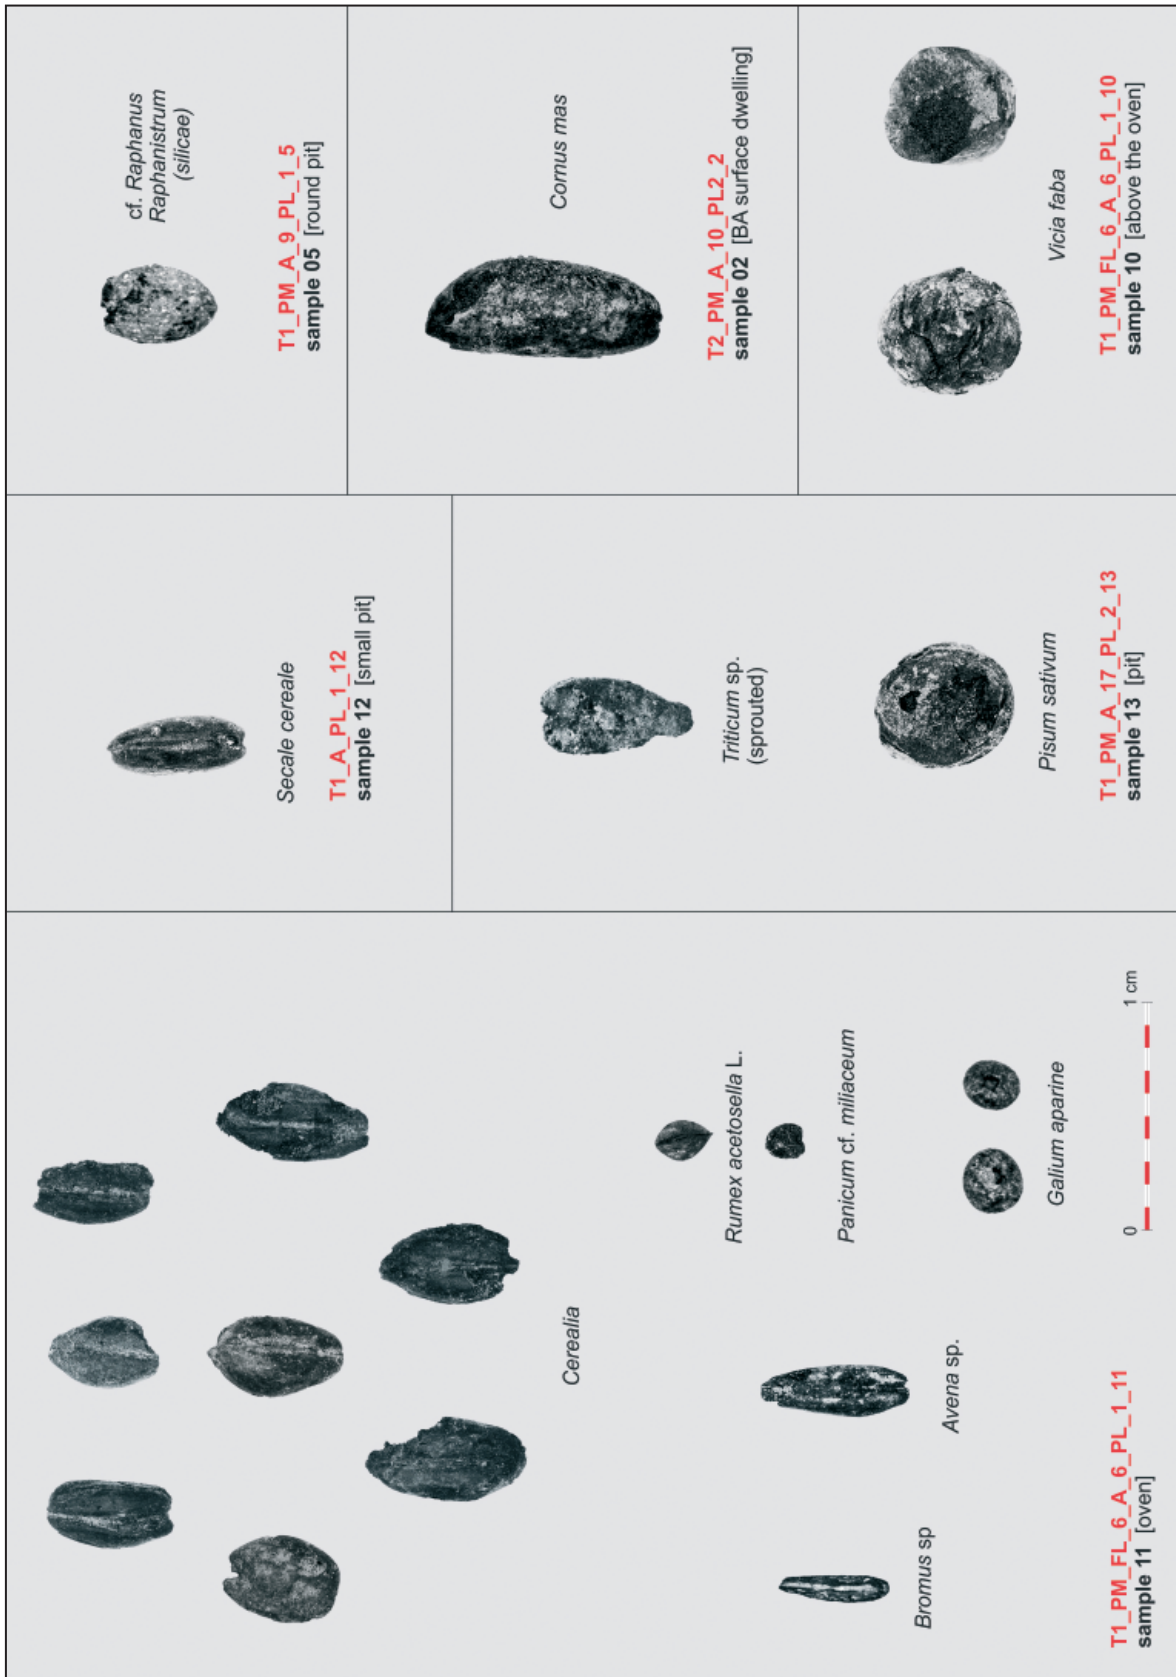 Cerealia
Bromus sp
Avena sp.
Rumex acetosella L.
Panicum cf. miliaceum
Galium aparine
0
1 cm
T1_PM_FL_6_A_6_PL_1_11
sample 11 [oven]
Secale cereale
T1_A_PL_1_12
sample 12 [small pit]
Triticum sp.
(sprouted)
Pisum sativum
T1_PM_A_17_PL_2_13
sample 13 [pit]
cf. Raphanus
Raphanistrum
(silicae)
T1_PM_A_9_PL_1_5
sample 05 [round pit]
Cornus mas
T2_PM_A_10_PL2_2
sample 02 [BA surface dwelling]
Vicia faba
T1_PM_FL_6_A_6_PL_1_10
sample 10 [above the oven]